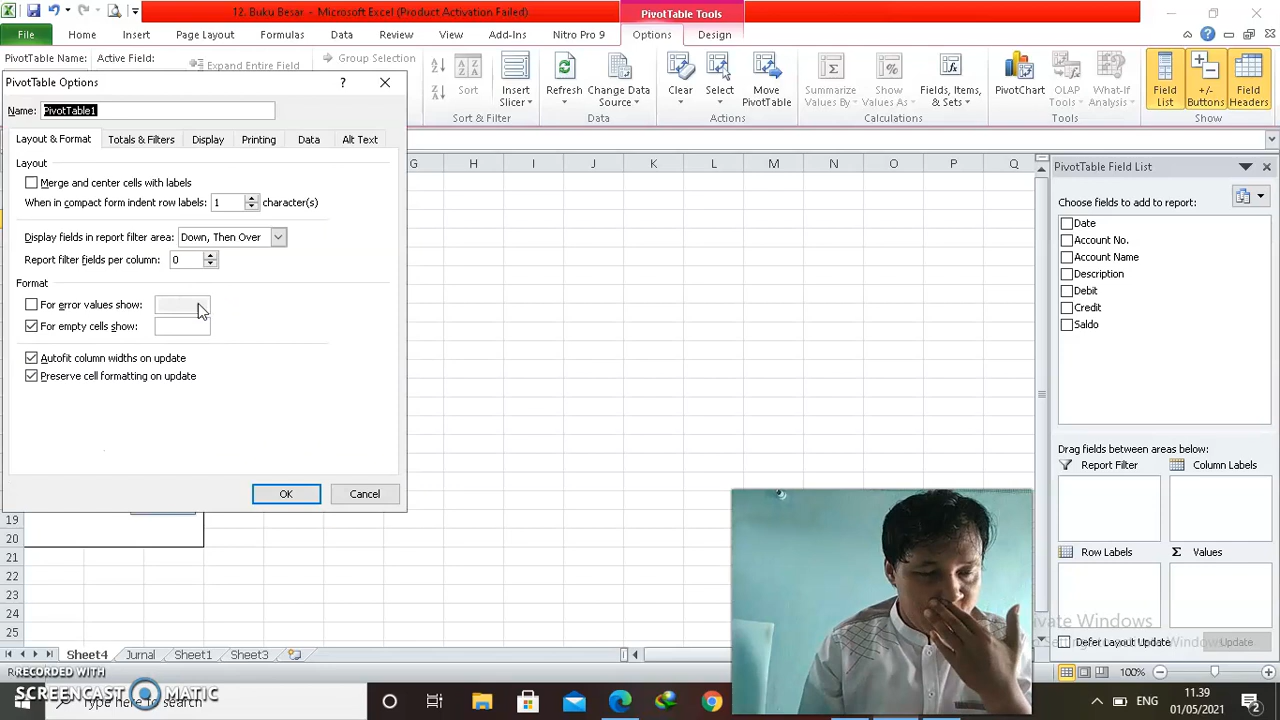 12. Buku Besar - Microsoft Excel (Product Activation Failed)
PivotTable Tools
File Home Insert Page Layout Formulas Data Review View Add-Ins Nitro Pro 9 Options Design
PivotTable Name: Active Field:
Expand Entire Field
Group Selection
Sort
Insert Slicer
Refresh
Change Data Source
Clear
Select
Move PivotTable
Summarize Values By
Show Values As
Fields, Items, & Sets
PivotChart
OLAP Tools
What-If Analysis
Field List
+/- Buttons
Field Headers
Sort & Filter Data Actions Calculations Tools Show
PivotTable Options
Name: PivotTable1
Layout & Format Totals & Filters Display Printing Data Alt Text
Layout
Merge and center cells with labels
When in compact form indent row labels: 1 character(s)
Display fields in report filter area: Down, Then Over
Report filter fields per column: 0
Format
For error values show:
For empty cells show:
Autofit column widths on update
Preserve cell formatting on update
OK Cancel
G H I J K L M N O P Q
19
20
21
22
23
24
25
PivotTable Field List
Choose fields to add to report:
Date
Account No.
Account Name
Description
Debit
Credit
Saldo
Drag fields between areas below:
Report Filter Column Labels
Row Labels Σ Values
Defer Layout Update Update
Sheet4 Jurnal Sheet1 Sheet3
100%
RECORDED WITH
SCREENCAST MATIC
Type here to search
ENG
11.39
01/05/2021
2